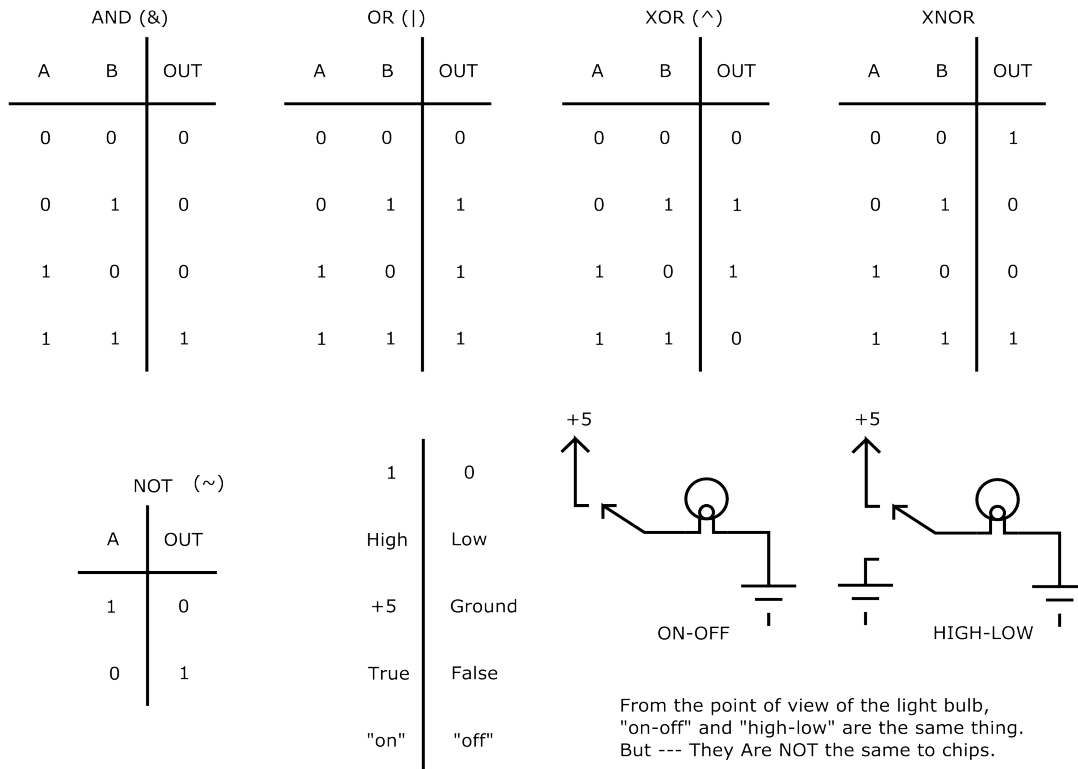 AND (&)
A B OUT
0 0 0
0 1 0
1 0 0
1 1 1
OR (|)
A B OUT
0 0 0
0 1 1
1 0 1
1 1 1
XOR (^)
A B OUT
0 0 0
0 1 1
1 0 1
1 1 0
XNOR
A B OUT
0 0 1
0 1 0
1 0 0
1 1 1
NOT (~)
A OUT
1 0
0 1
1 0
High Low
+5 Ground
True False
"on" "off"
+5
ON-OFF
+5
HIGH-LOW
From the point of view of the light bulb,
"on-off" and "high-low" are the same thing.
But --- They Are NOT the same to chips.